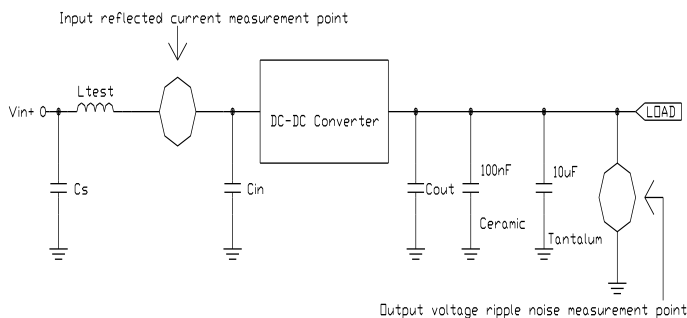 Input reflected current measurement point
Ltest
Vin+
DC-DC Converter
LOAD
Cs
Cin
Cout
100nF
10uF
Ceramic
Tantalum
Output voltage ripple noise measurement point